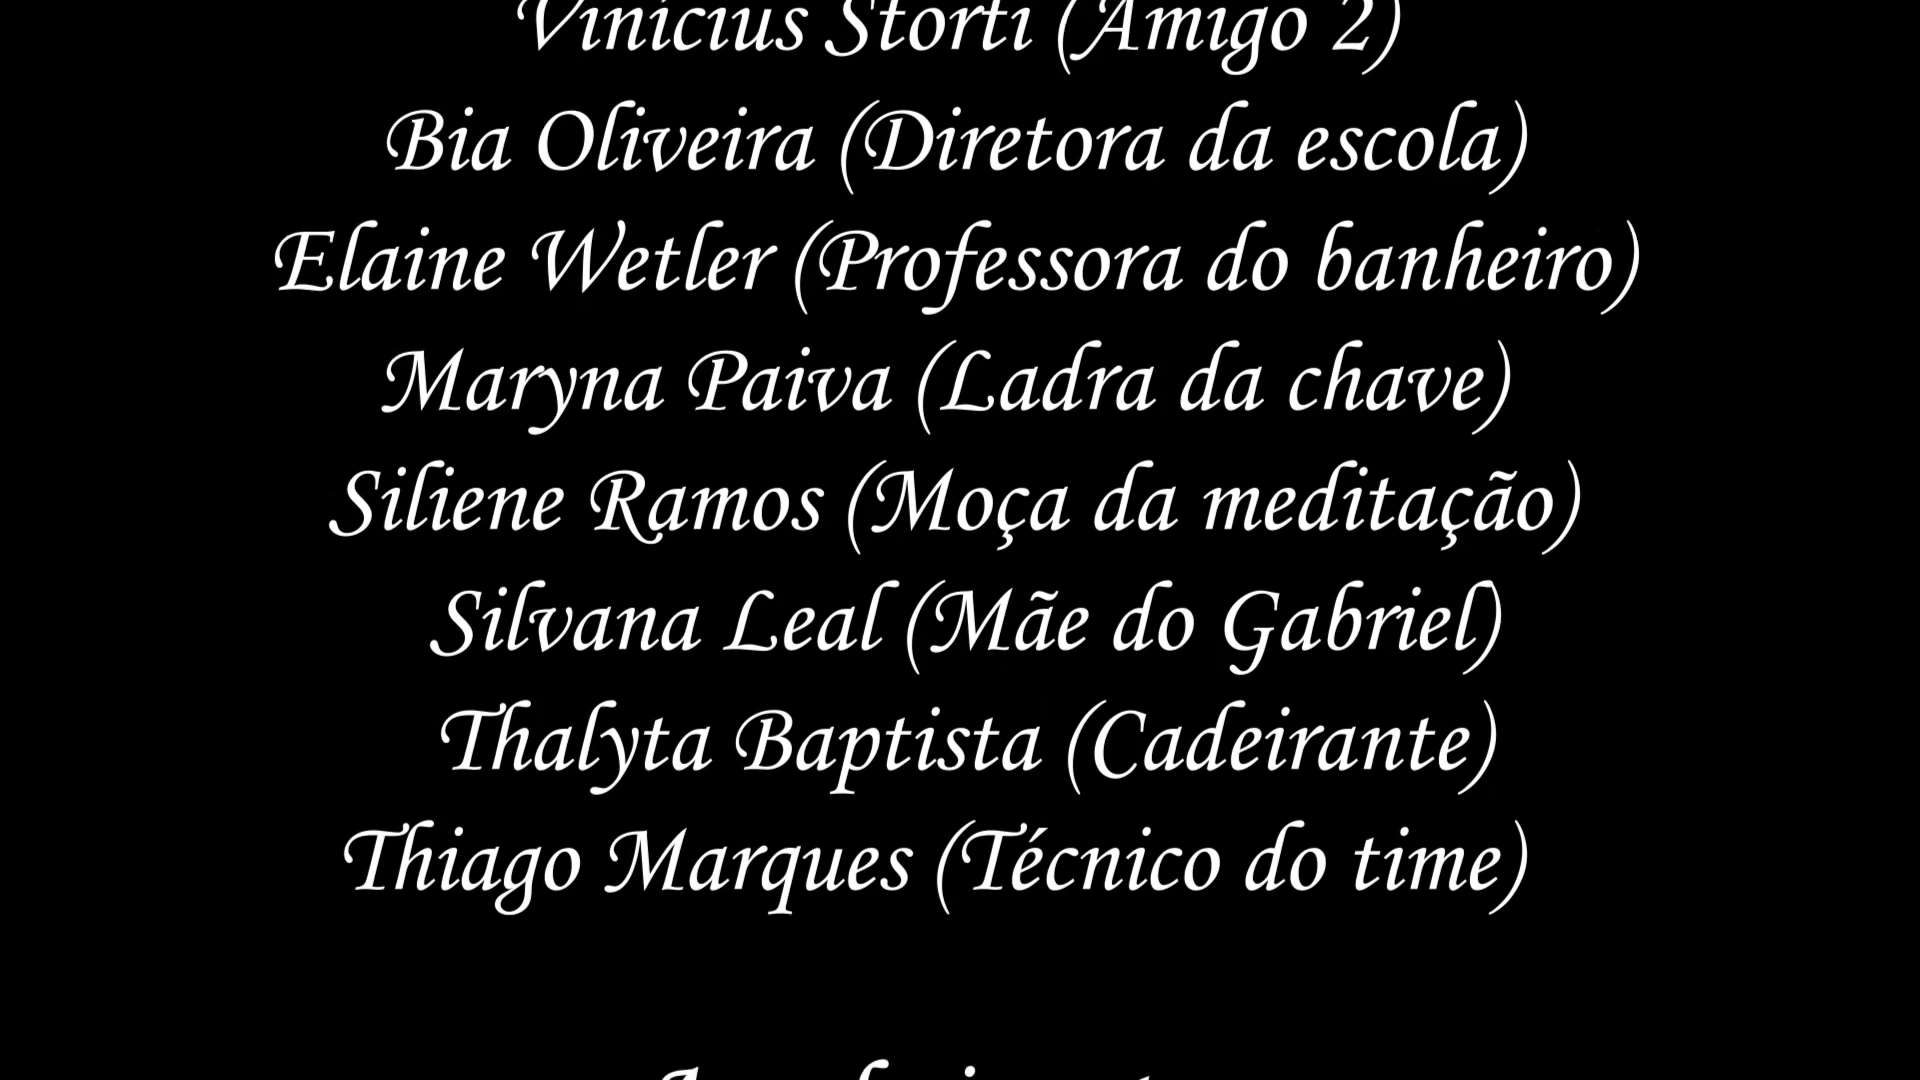 Vinícius Storti (Amigo 2)
Bia Oliveira (Diretora da escola)
Elaine Wetler (Professora do banheiro)
Maryna Paiva (Ladra da chave)
Siliene Ramos (Moça da meditação)
Silvana Leal (Mãe do Gabriel)
Thalyta Baptista (Cadeirante)
Thiago Marques (Técnico do time)